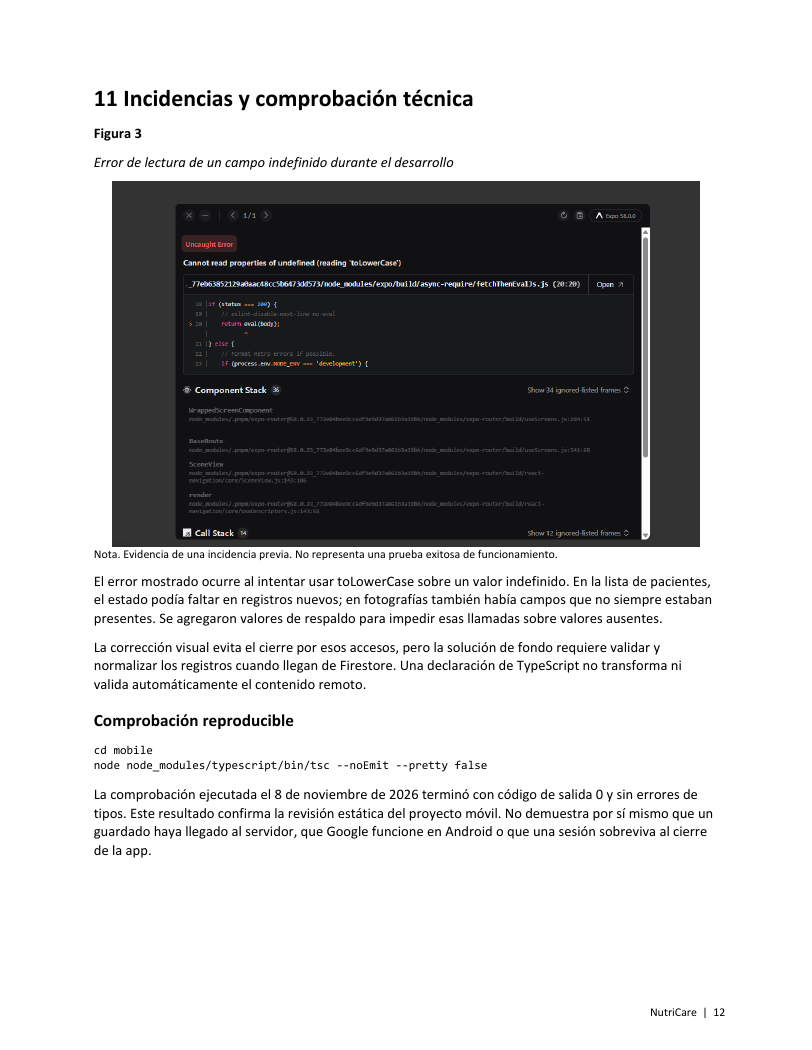 11 Incidencias y comprobación técnica
Figura 3
Error de lectura de un campo indefinido durante el desarrollo
1/1
Expo 58.0.0
Uncaught Error
Cannot read properties of undefined (reading 'toLowerCase')
._77eb63852129a0aac48cc5b6473dd573/node_modules/expo/build/async-require/fetchThenEvalJs.js (20:20)
Open
18 | if (status === 200) {
19 | // eslint-disable-next-line no-eval
> 20 | return eval(body);
| ^
21 | } else {
22 | // Format Metro errors if possible.
23 | if (process.env.NODE_ENV === 'development') {
Component Stack 36
Show 34 ignored-listed frames
WrappedScreenComponent
BaseRoute
SceneView
render
Call Stack 14
Show 12 ignored-listed frames
Nota. Evidencia de una incidencia previa. No representa una prueba exitosa de funcionamiento.
El error mostrado ocurre al intentar usar toLowerCase sobre un valor indefinido. En la lista de pacientes,
el estado podía faltar en registros nuevos; en fotografías también había campos que no siempre estaban
presentes. Se agregaron valores de respaldo para impedir esas llamadas sobre valores ausentes.
La corrección visual evita el cierre por esos accesos, pero la solución de fondo requiere validar y
normalizar los registros cuando llegan de Firestore. Una declaración de TypeScript no transforma ni
valida automáticamente el contenido remoto.
Comprobación reproducible
cd mobile
node node_modules/typescript/bin/tsc --noEmit --pretty false
La comprobación ejecutada el 8 de noviembre de 2026 terminó con código de salida 0 y sin errores de
tipos. Este resultado confirma la revisión estática del proyecto móvil. No demuestra por sí mismo que un
guardado haya llegado al servidor, que Google funcione en Android o que una sesión sobreviva al cierre
de la app.
NutriCare | 12